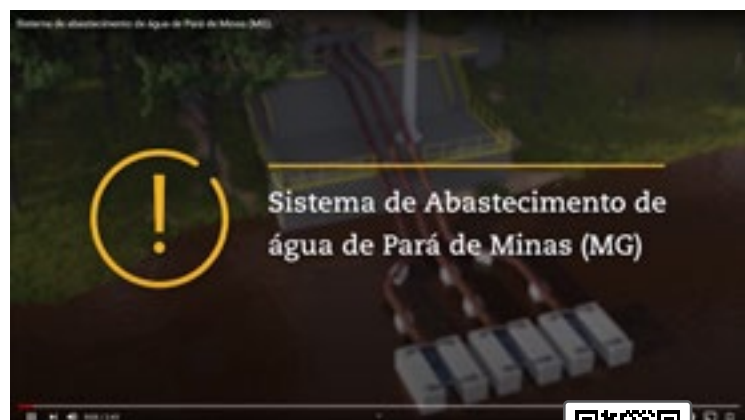 Sistema de abastecimento de água de Pará de Minas (MG)
Sistema de Abastecimento de
água de Pará de Minas (MG)